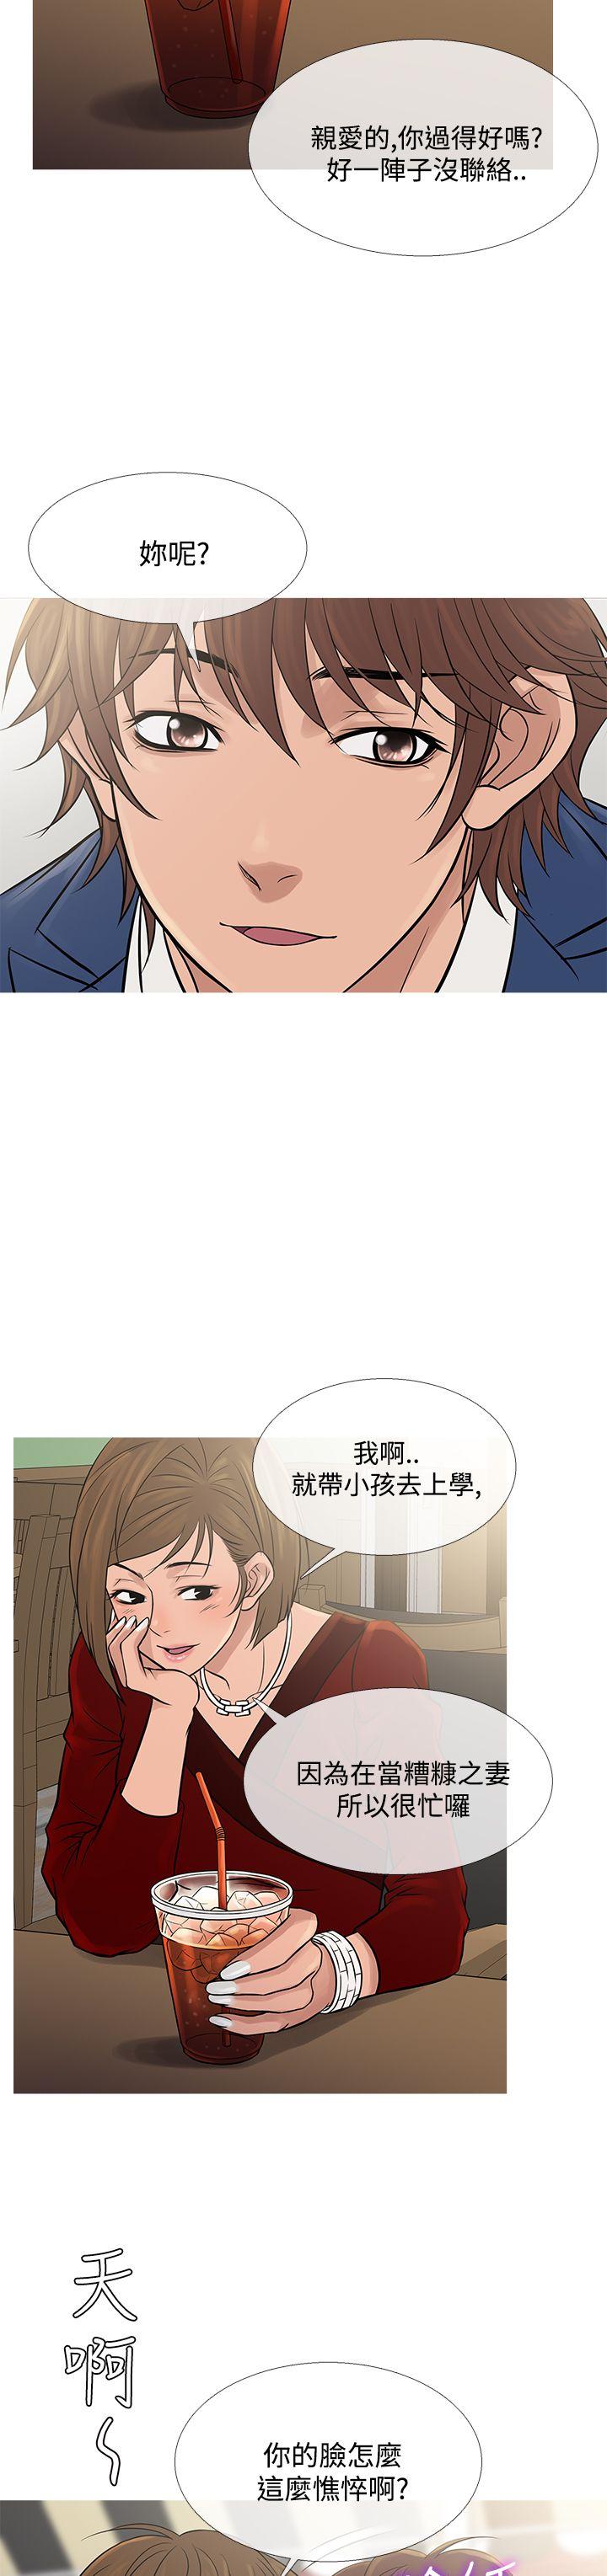 親愛的,你過得好嗎?
好一陣子沒聯絡..
妳呢?
我啊..
就帶小孩去上學,
因為在當糟糠之妻
所以很忙囉
天啊~
你的臉怎麼
這麼憔悴啊?